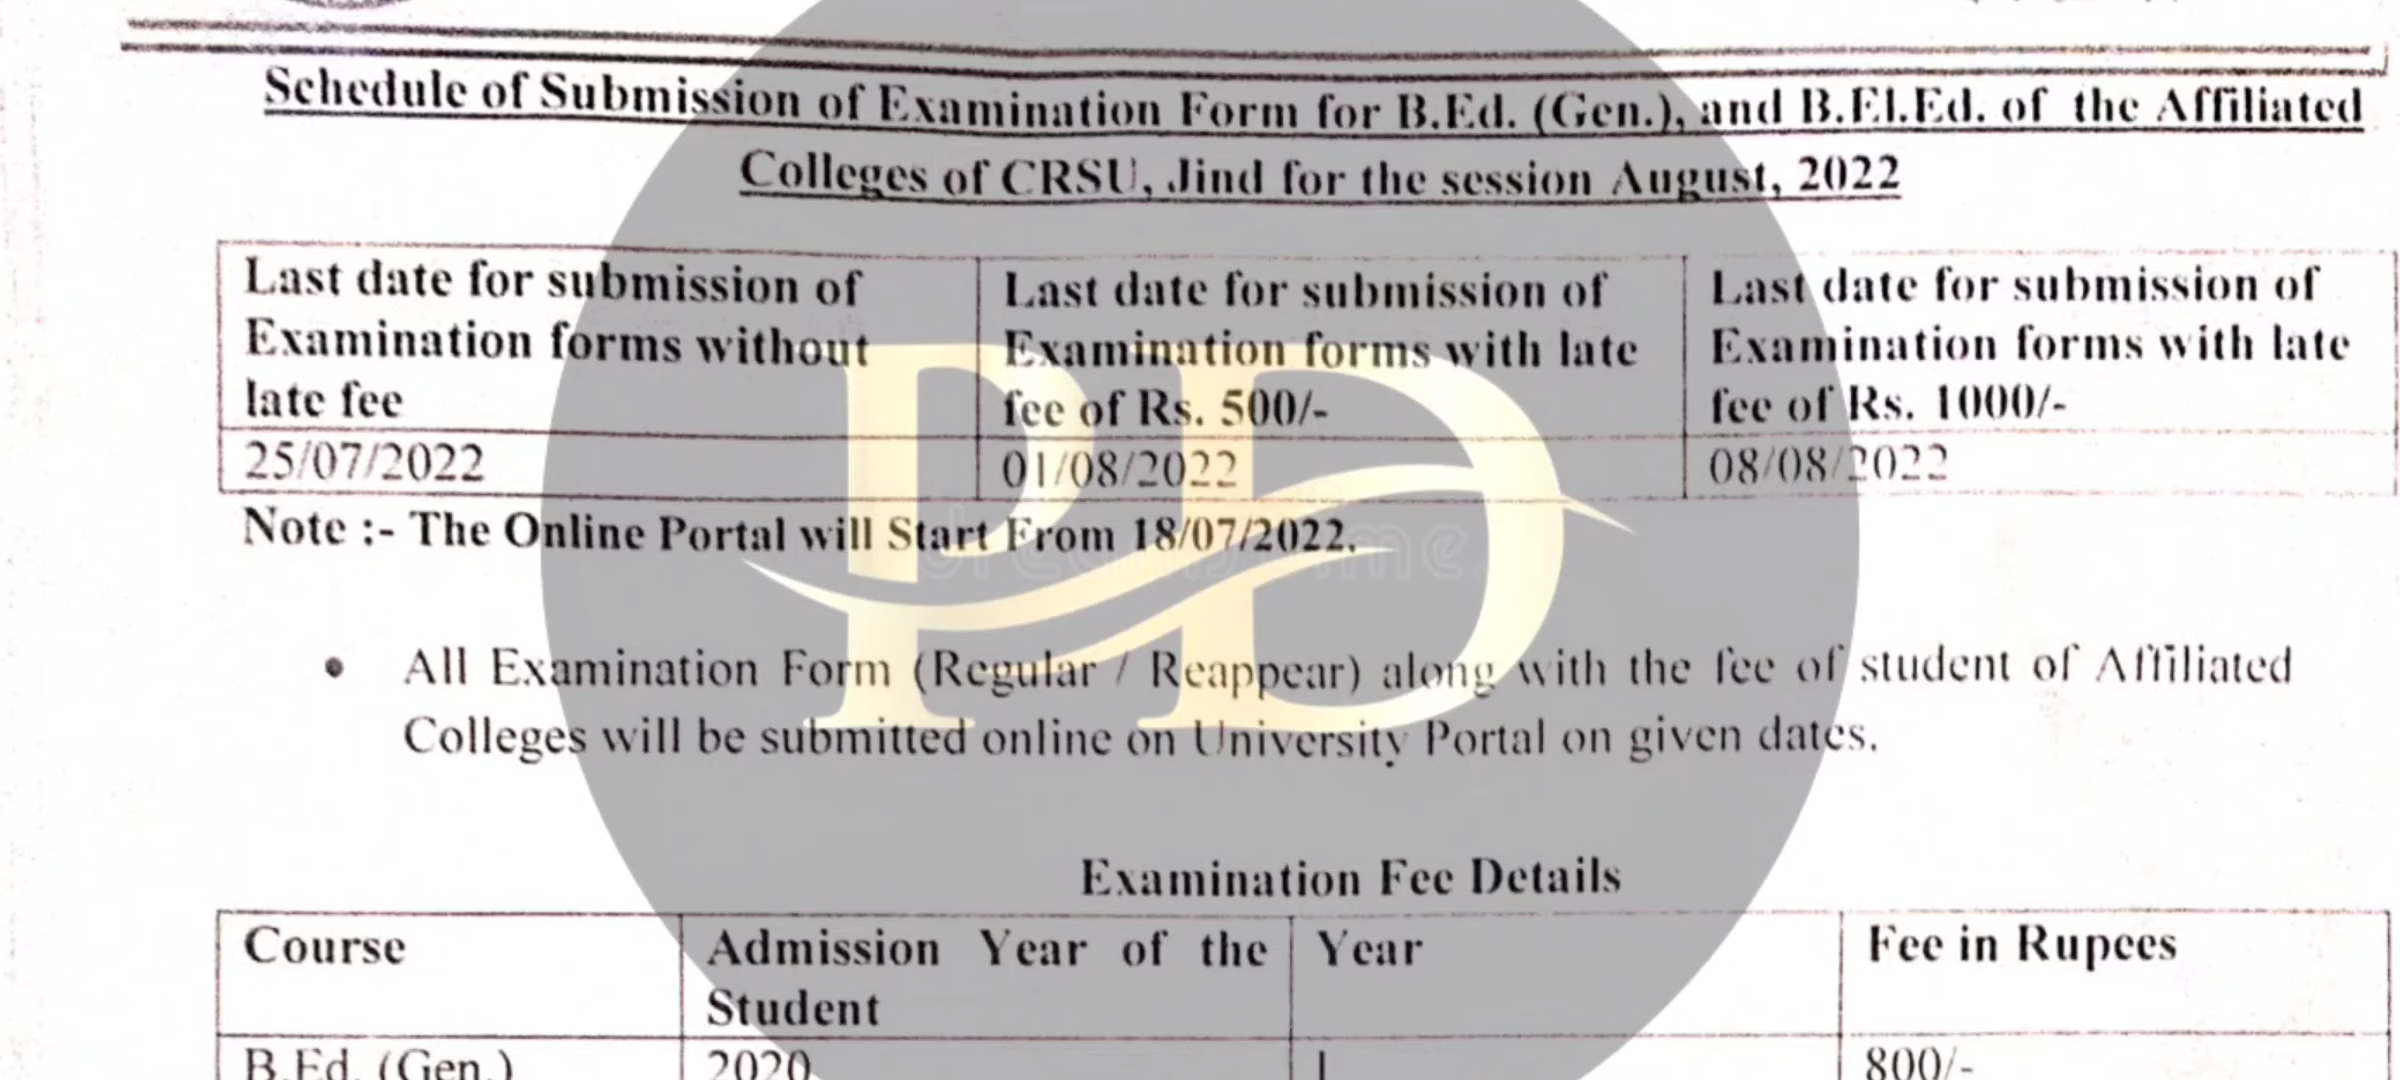 Schedule of Submission of Examination Form for B.Ed. (Gen.), and B.El.Ed. of the Affiliated
Colleges of CRSU, Jind for the session August, 2022
Last date for submission of Examination forms without late fee
Last date for submission of Examination forms with late fee of Rs. 500/-
Last date for submission of Examination forms with late fee of Rs. 1000/-
25/07/2022
01/08/2022
08/08/2022
Note :- The Online Portal will Start From 18/07/2022.
• All Examination Form (Regular / Reappear) along with the fee of student of Affiliated
Colleges will be submitted online on University Portal on given dates.
Examination Fee Details
Course
Admission Year of the Student
Year
Fee in Rupees
B.Ed. (Gen.)
2020
I
800/-
PD